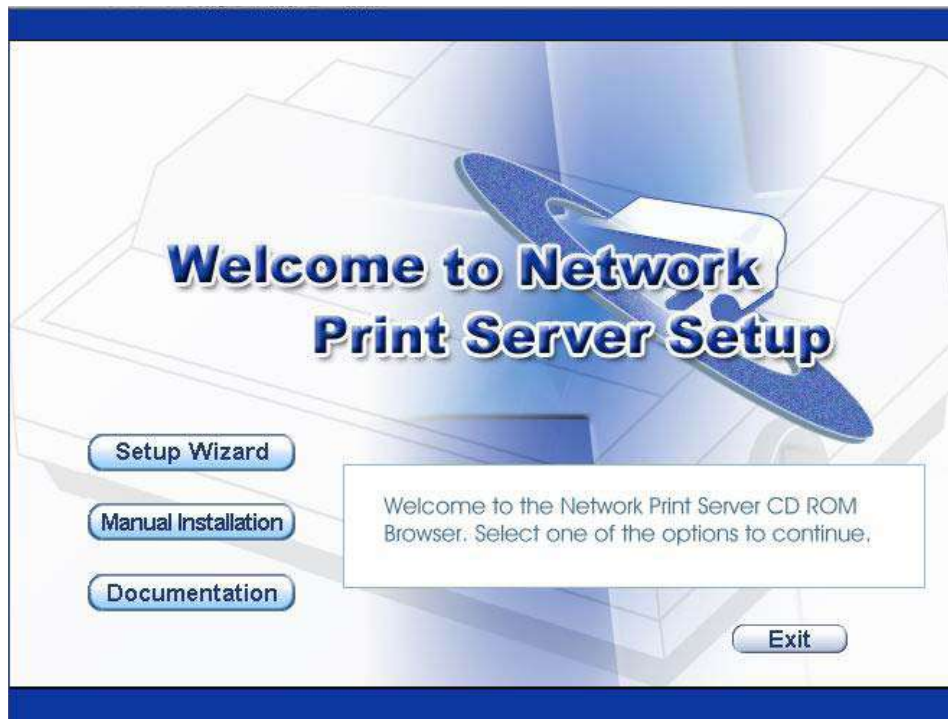 Welcome to Network
Print Server Setup
Setup Wizard
Manual Installation
Documentation
Welcome to the Network Print Server CD ROM
Browser. Select one of the options to continue.
Exit